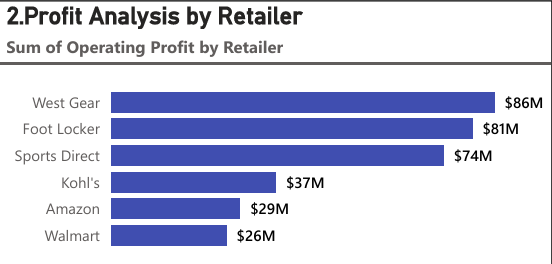 2.Profit Analysis by Retailer
Sum of Operating Profit by Retailer
West Gear $86M
Foot Locker $81M
Sports Direct $74M
Kohl's $37M
Amazon $29M
Walmart $26M